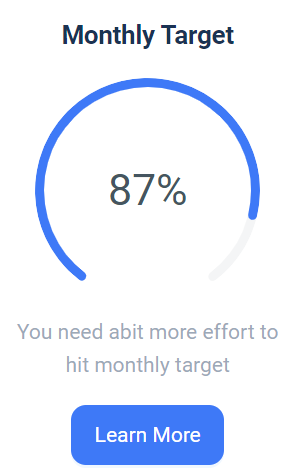 Monthly Target
87%
You need abit more effort to
hit monthly target
Learn More